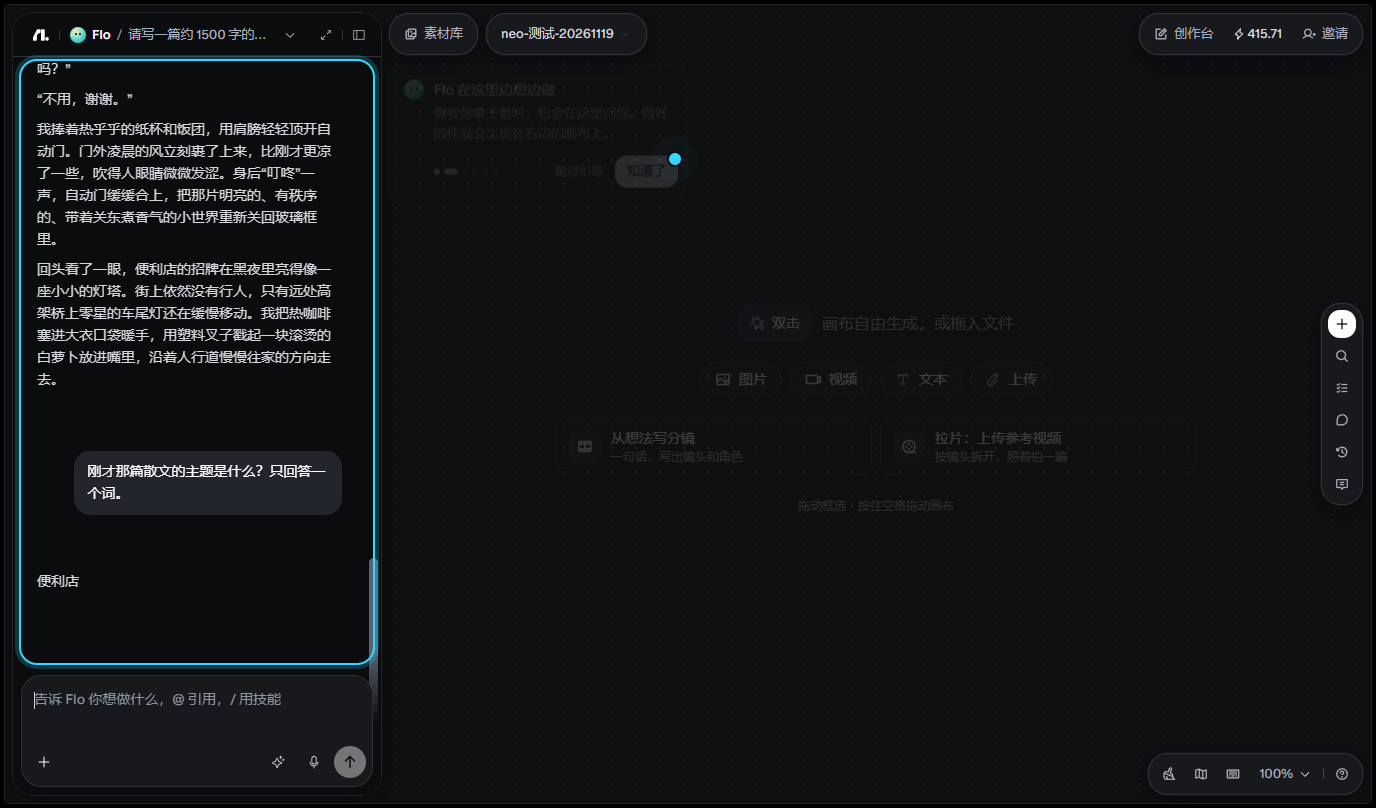 Flo / 请写一篇约 1500 字的...
素材库
neo-测试-20261119
创作台
415.71
邀请
吗？”
“不用，谢谢。”
我捧着热乎乎的纸杯和饭团，用肩膀轻轻顶开自
动门。门外凌晨的风立刻裹了上来，比刚才更凉
了一些，吹得人眼睛微微发涩。身后“叮咚”一
声，自动门缓缓合上，把那片明亮的、有秩序
的、带着关东煮香气的小世界重新关回玻璃框
里。
回头看了一眼，便利店的招牌在黑夜里亮得像一
座小小的灯塔。街上依然没有行人，只有远处高
架桥上零星的车尾灯还在缓慢移动。我把热咖啡
塞进大衣口袋暖手，用塑料叉子戳起一块滚烫的
白萝卜放进嘴里，沿着人行道慢慢往家的方向走
去。
刚才那篇散文的主题是什么？只回答一
个词。
便利店
告诉 Flo 你想做什么，@ 引用，/ 用技能
Flo 在这里边想边做
需要你拿主意时，它会在这里问你。做好
的作品会出现在右边的画布上。
跳过引导
知道了
双击
画布自由生成，或拖入文件
图片
视频
文本
上传
从想法写分镜
一句话，写出镜头和角色
拉片：上传参考视频
按镜头拆开，照着拍一遍
拖动框选 · 按住空格拖动画布
100%